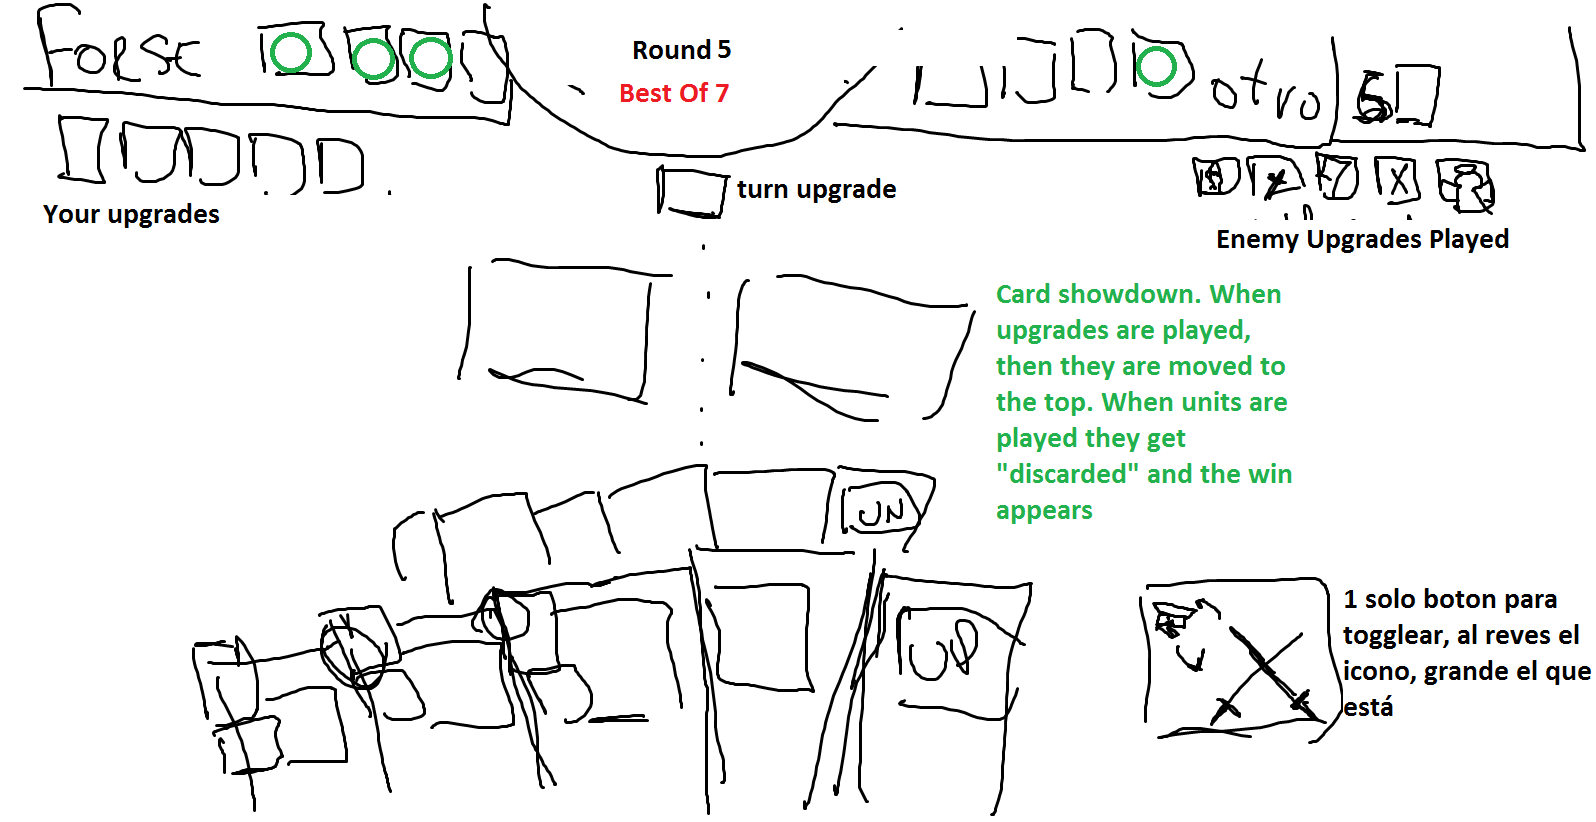 Forse
Round 5
Best Of 7
otro
5
Your upgrades
turn upgrade
Enemy Upgrades Played
Card showdown. When
upgrades are played,
then they are moved to
the top. When units are
played they get
"discarded" and the win
appears
UN
UP
1 solo boton para
togglear, al reves el
icono, grande el que
está